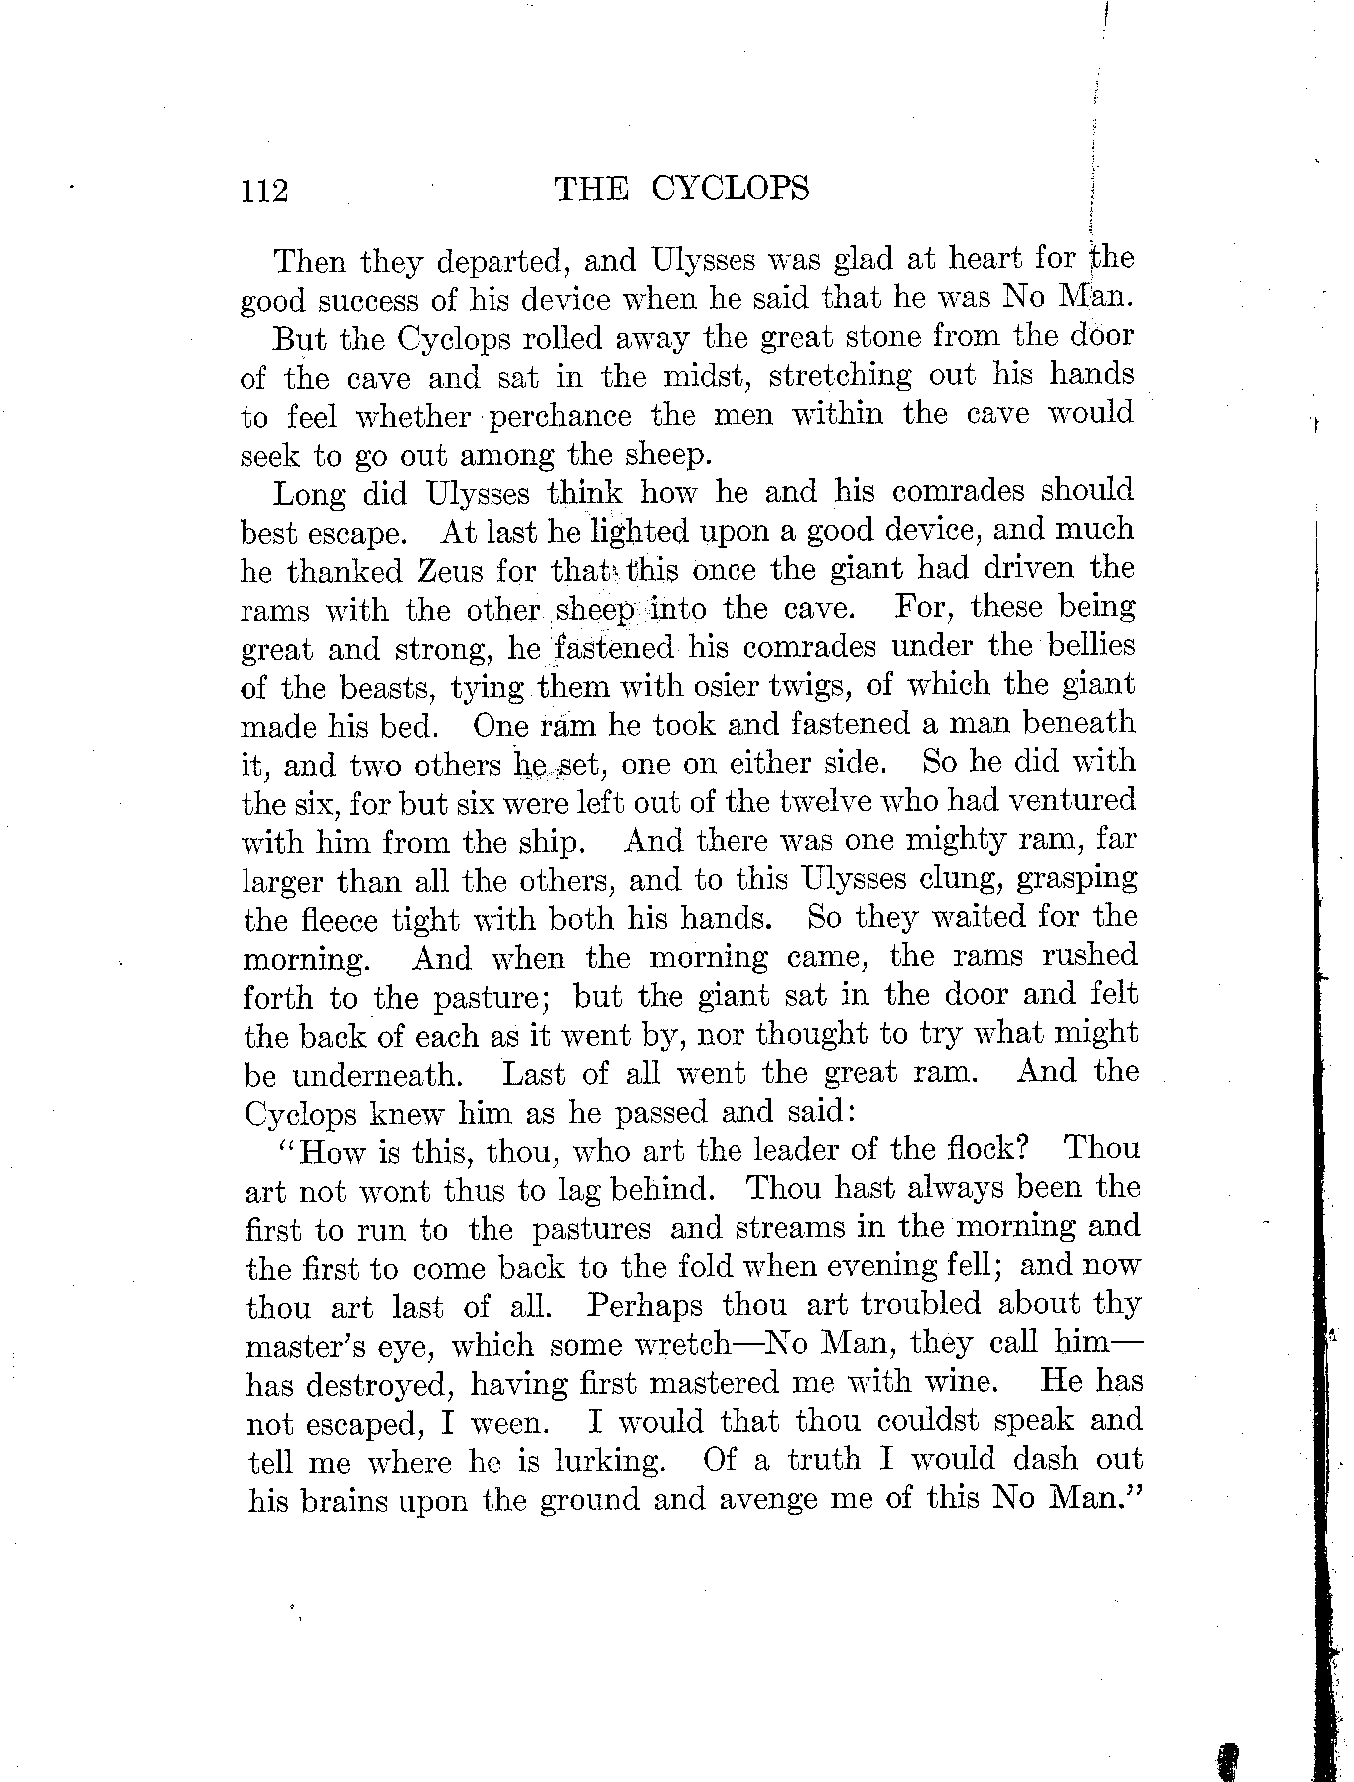 112 THE CYCLOPS
Then they departed, and Ulysses was glad at heart for the
good success of his device when he said that he was No Man.
But the Cyclops rolled away the great stone from the door
of the cave and sat in the midst, stretching out his hands
to feel whether perchance the men within the cave would
seek to go out among the sheep.
Long did Ulysses think how he and his comrades should
best escape. At last he lighted upon a good device, and much
he thanked Zeus for that this once the giant had driven the
rams with the other sheep into the cave. For, these being
great and strong, he fastened his comrades under the bellies
of the beasts, tying them with osier twigs, of which the giant
made his bed. One ram he took and fastened a man beneath
it, and two others he set, one on either side. So he did with
the six, for but six were left out of the twelve who had ventured
with him from the ship. And there was one mighty ram, far
larger than all the others, and to this Ulysses clung, grasping
the fleece tight with both his hands. So they waited for the
morning. And when the morning came, the rams rushed
forth to the pasture; but the giant sat in the door and felt
the back of each as it went by, nor thought to try what might
be underneath. Last of all went the great ram. And the
Cyclops knew him as he passed and said:
"How is this, thou, who art the leader of the flock? Thou
art not wont thus to lag behind. Thou hast always been the
first to run to the pastures and streams in the morning and
the first to come back to the fold when evening fell; and now
thou art last of all. Perhaps thou art troubled about thy
master's eye, which some wretch—No Man, they call him—
has destroyed, having first mastered me with wine. He has
not escaped, I ween. I would that thou couldst speak and
tell me where he is lurking. Of a truth I would dash out
his brains upon the ground and avenge me of this No Man."